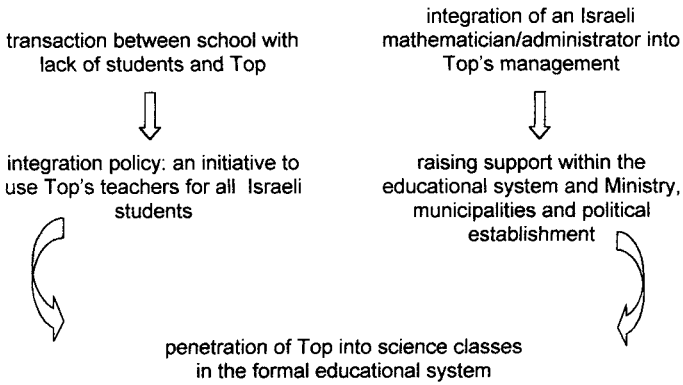 transaction between school with
lack of students and Top
integration of an Israeli
mathematician/administrator into
Top's management
integration policy: an initiative to
use Top's teachers for all Israeli
students
raising support within the
educational system and Ministry,
municipalities and political
establishment
penetration of Top into science classes
in the formal educational system